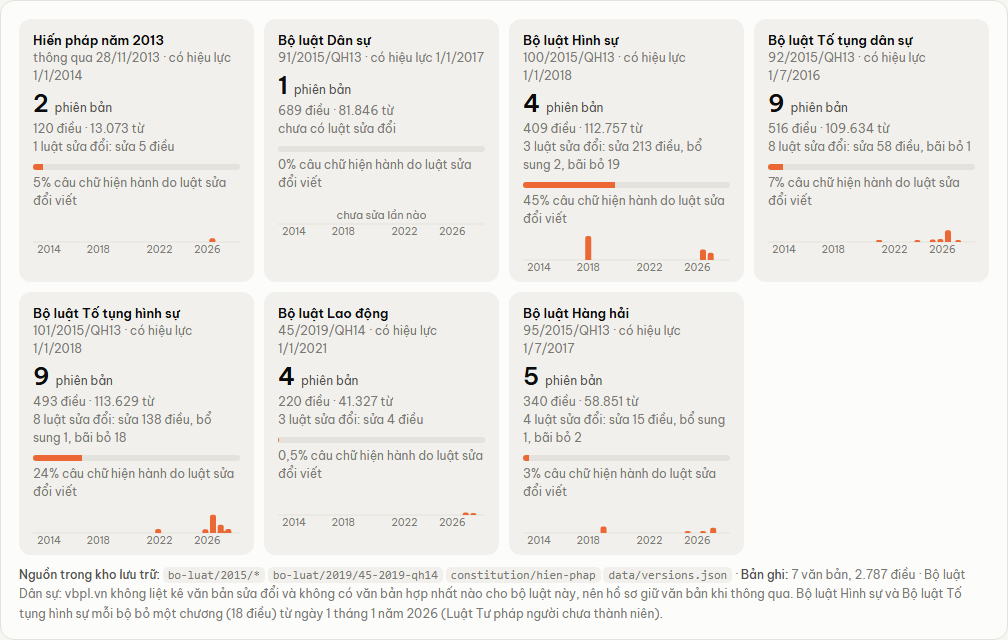 Hiến pháp năm 2013
thông qua 28/11/2013 · có hiệu lực
1/1/2014
2 phiên bản
120 điều · 13.073 từ
1 luật sửa đổi: sửa 5 điều
5% câu chữ hiện hành do luật sửa
đổi viết
2014 2018 2022 2026
Bộ luật Dân sự
91/2015/QH13 · có hiệu lực 1/1/2017
1 phiên bản
689 điều · 81.846 từ
chưa có luật sửa đổi
0% câu chữ hiện hành do luật sửa
đổi viết
chưa sửa lần nào
2014 2018 2022 2026
Bộ luật Hình sự
100/2015/QH13 · có hiệu lực
1/1/2018
4 phiên bản
409 điều · 112.757 từ
3 luật sửa đổi: sửa 213 điều, bổ
sung 2, bãi bỏ 19
45% câu chữ hiện hành do luật sửa
đổi viết
2014 2018 2022 2026
Bộ luật Tố tụng dân sự
92/2015/QH13 · có hiệu lực
1/7/2016
9 phiên bản
516 điều · 109.634 từ
8 luật sửa đổi: sửa 58 điều, bãi bỏ 1
7% câu chữ hiện hành do luật sửa
đổi viết
2014 2018 2022 2026
Bộ luật Tố tụng hình sự
101/2015/QH13 · có hiệu lực
1/1/2018
9 phiên bản
493 điều · 113.629 từ
8 luật sửa đổi: sửa 138 điều, bổ
sung 1, bãi bỏ 18
24% câu chữ hiện hành do luật sửa
đổi viết
2014 2018 2022 2026
Bộ luật Lao động
45/2019/QH14 · có hiệu lực
1/1/2021
4 phiên bản
220 điều · 41.327 từ
3 luật sửa đổi: sửa 4 điều
0,5% câu chữ hiện hành do luật sửa
đổi viết
2014 2018 2022 2026
Bộ luật Hàng hải
95/2015/QH13 · có hiệu lực
1/7/2017
5 phiên bản
340 điều · 58.851 từ
4 luật sửa đổi: sửa 15 điều, bổ sung
1, bãi bỏ 2
3% câu chữ hiện hành do luật sửa
đổi viết
2014 2018 2022 2026
Nguồn trong kho lưu trữ: bo-luat/2015/* bo-luat/2019/45-2019-qh14 constitution/hien-phap data/versions.json · Bản ghi: 7 văn bản, 2.787 điều · Bộ luật
Dân sự: vbpl.vn không liệt kê văn bản sửa đổi và không có văn bản hợp nhất nào cho bộ luật này, nên hồ sơ giữ văn bản khi thông qua. Bộ luật Hình sự và Bộ luật Tố
tụng hình sự mỗi bộ bỏ một chương (18 điều) từ ngày 1 tháng 1 năm 2026 (Luật Tư pháp người chưa thành niên).